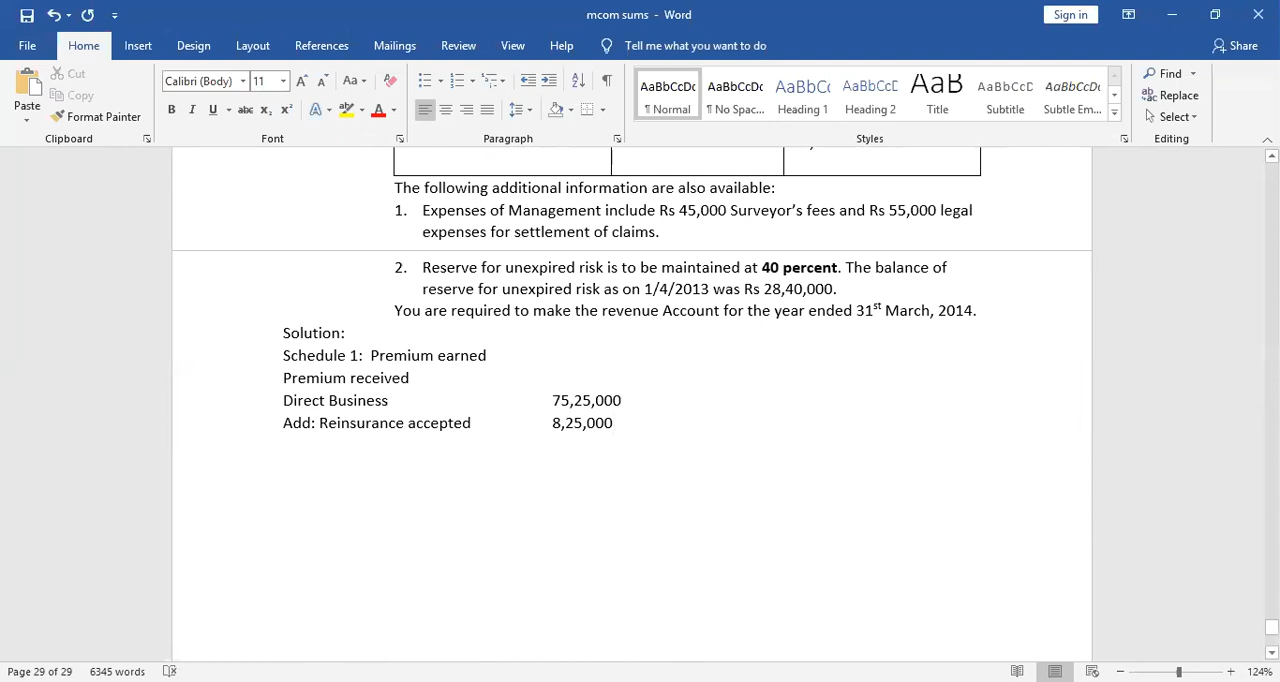 mcom sums - Word
Sign in
File Home Insert Design Layout References Mailings Review View Help Tell me what you want to do Share
Paste Cut Copy Format Painter
Calibri (Body) 11 Aa
B I U abc x₂ x² A ab A
AaBbCcDc ¶ Normal
AaBbCcDc ¶ No Spac...
AaBbCc Heading 1
AaBbCcC Heading 2
AaB Title
AaBbCcD Subtitle
AaBbCcDc Subtle Em...
Find
Replace
Select
Clipboard Font Paragraph Styles Editing
The following additional information are also available:
1. Expenses of Management include Rs 45,000 Surveyor's fees and Rs 55,000 legal
expenses for settlement of claims.
2. Reserve for unexpired risk is to be maintained at 40 percent. The balance of
reserve for unexpired risk as on 1/4/2013 was Rs 28,40,000.
You are required to make the revenue Account for the year ended 31st March, 2014.
Solution:
Schedule 1: Premium earned
Premium received
Direct Business 75,25,000
Add: Reinsurance accepted 8,25,000
Page 29 of 29 6345 words 124%